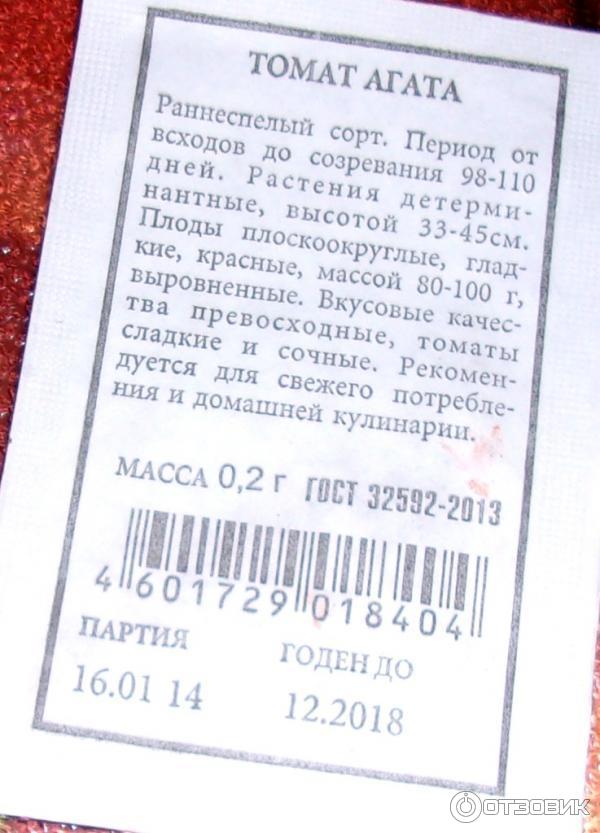 ТОМАТ АГАТА
Раннеспелый сорт. Период от
всходов до созревания 98-110
дней. Растения детерми-
нантные, высотой 33-45см.
Плоды плоскоокруглые, глад-
кие, красные, массой 80-100 г,
выровненные. Вкусовые качес-
тва превосходные, томаты
сладкие и сочные. Рекомен-
дуется для свежего потребле-
ния и домашней кулинарии.
МАССА 0,2 г ГОСТ 32592-2013
4 601729 018404
ПАРТИЯ ГОДЕН ДО
16.01 14 12.2018
ОТЗОВИК